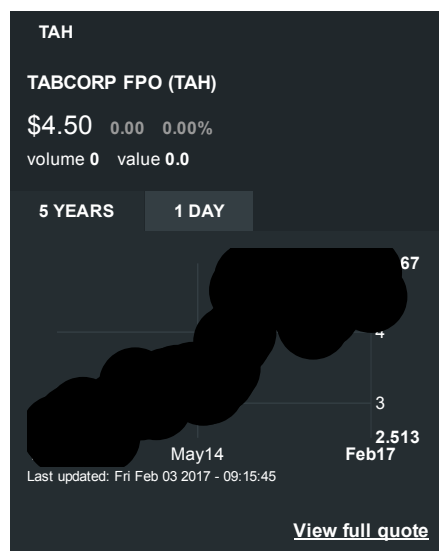 TAH
TABCORP FPO (TAH)
$4.50 0.00 0.00%
volume 0 value 0.0
5 YEARS 1 DAY
67
4
3
2.513
May14 Feb17
Last updated: Fri Feb 03 2017 - 09:15:45
View full quote